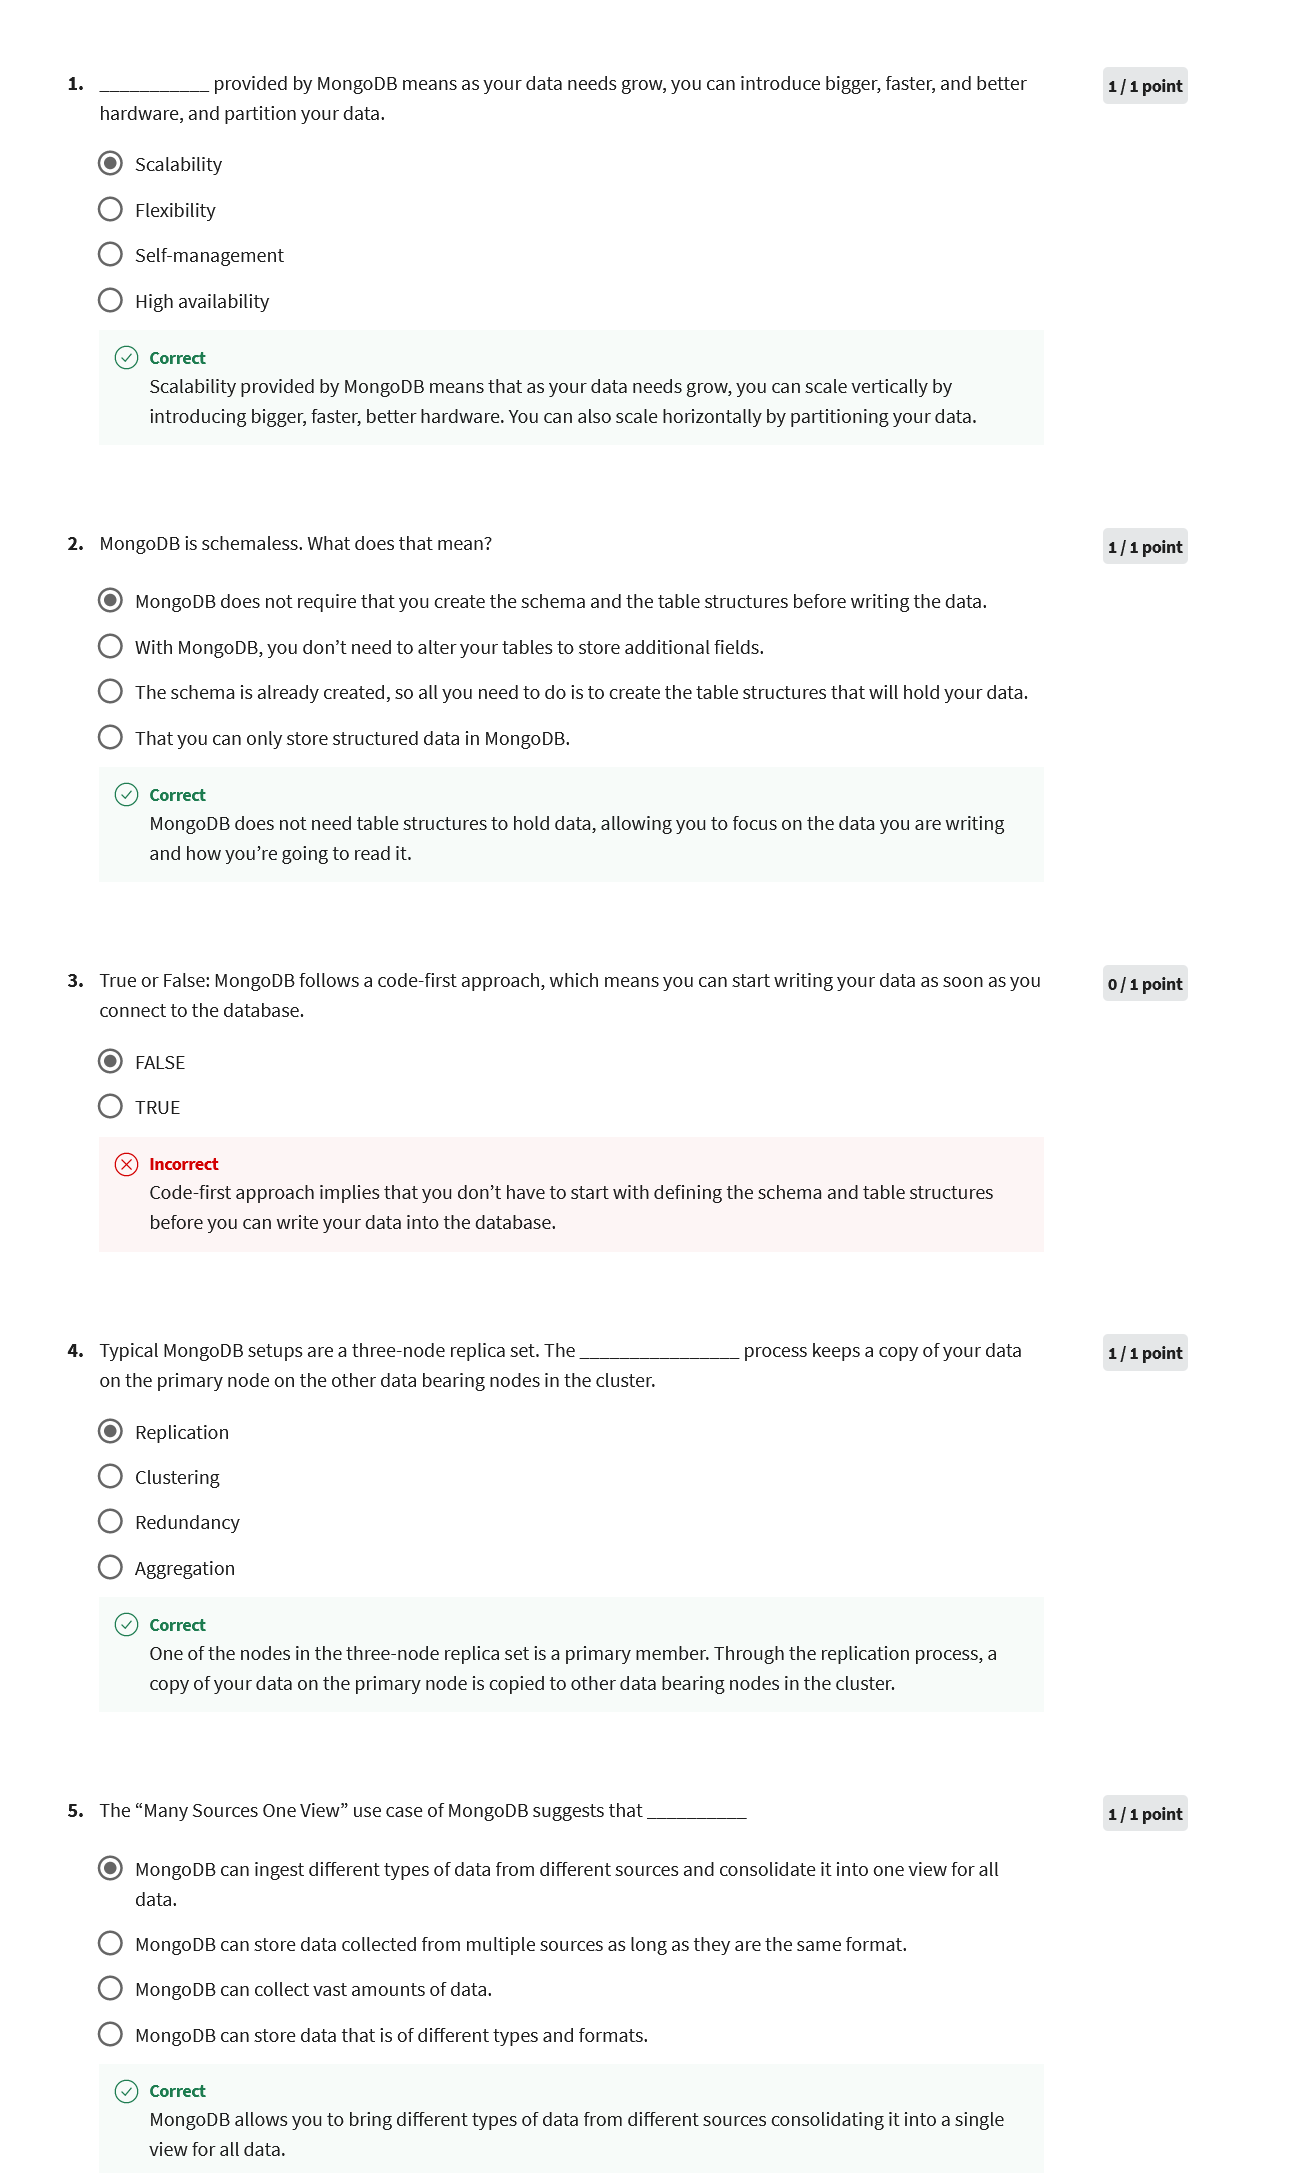 1. ___________ provided by MongoDB means as your data needs grow, you can introduce bigger, faster, and better
hardware, and partition your data.
1 / 1 point
Scalability
Flexibility
Self-management
High availability
Correct
Scalability provided by MongoDB means that as your data needs grow, you can scale vertically by
introducing bigger, faster, better hardware. You can also scale horizontally by partitioning your data.
2. MongoDB is schemaless. What does that mean?
1 / 1 point
MongoDB does not require that you create the schema and the table structures before writing the data.
With MongoDB, you don’t need to alter your tables to store additional fields.
The schema is already created, so all you need to do is to create the table structures that will hold your data.
That you can only store structured data in MongoDB.
Correct
MongoDB does not need table structures to hold data, allowing you to focus on the data you are writing
and how you’re going to read it.
3. True or False: MongoDB follows a code-first approach, which means you can start writing your data as soon as you
connect to the database.
0 / 1 point
FALSE
TRUE
Incorrect
Code-first approach implies that you don’t have to start with defining the schema and table structures
before you can write your data into the database.
4. Typical MongoDB setups are a three-node replica set. The ________________ process keeps a copy of your data
on the primary node on the other data bearing nodes in the cluster.
1 / 1 point
Replication
Clustering
Redundancy
Aggregation
Correct
One of the nodes in the three-node replica set is a primary member. Through the replication process, a
copy of your data on the primary node is copied to other data bearing nodes in the cluster.
5. The “Many Sources One View” use case of MongoDB suggests that __________
1 / 1 point
MongoDB can ingest different types of data from different sources and consolidate it into one view for all
data.
MongoDB can store data collected from multiple sources as long as they are the same format.
MongoDB can collect vast amounts of data.
MongoDB can store data that is of different types and formats.
Correct
MongoDB allows you to bring different types of data from different sources consolidating it into a single
view for all data.